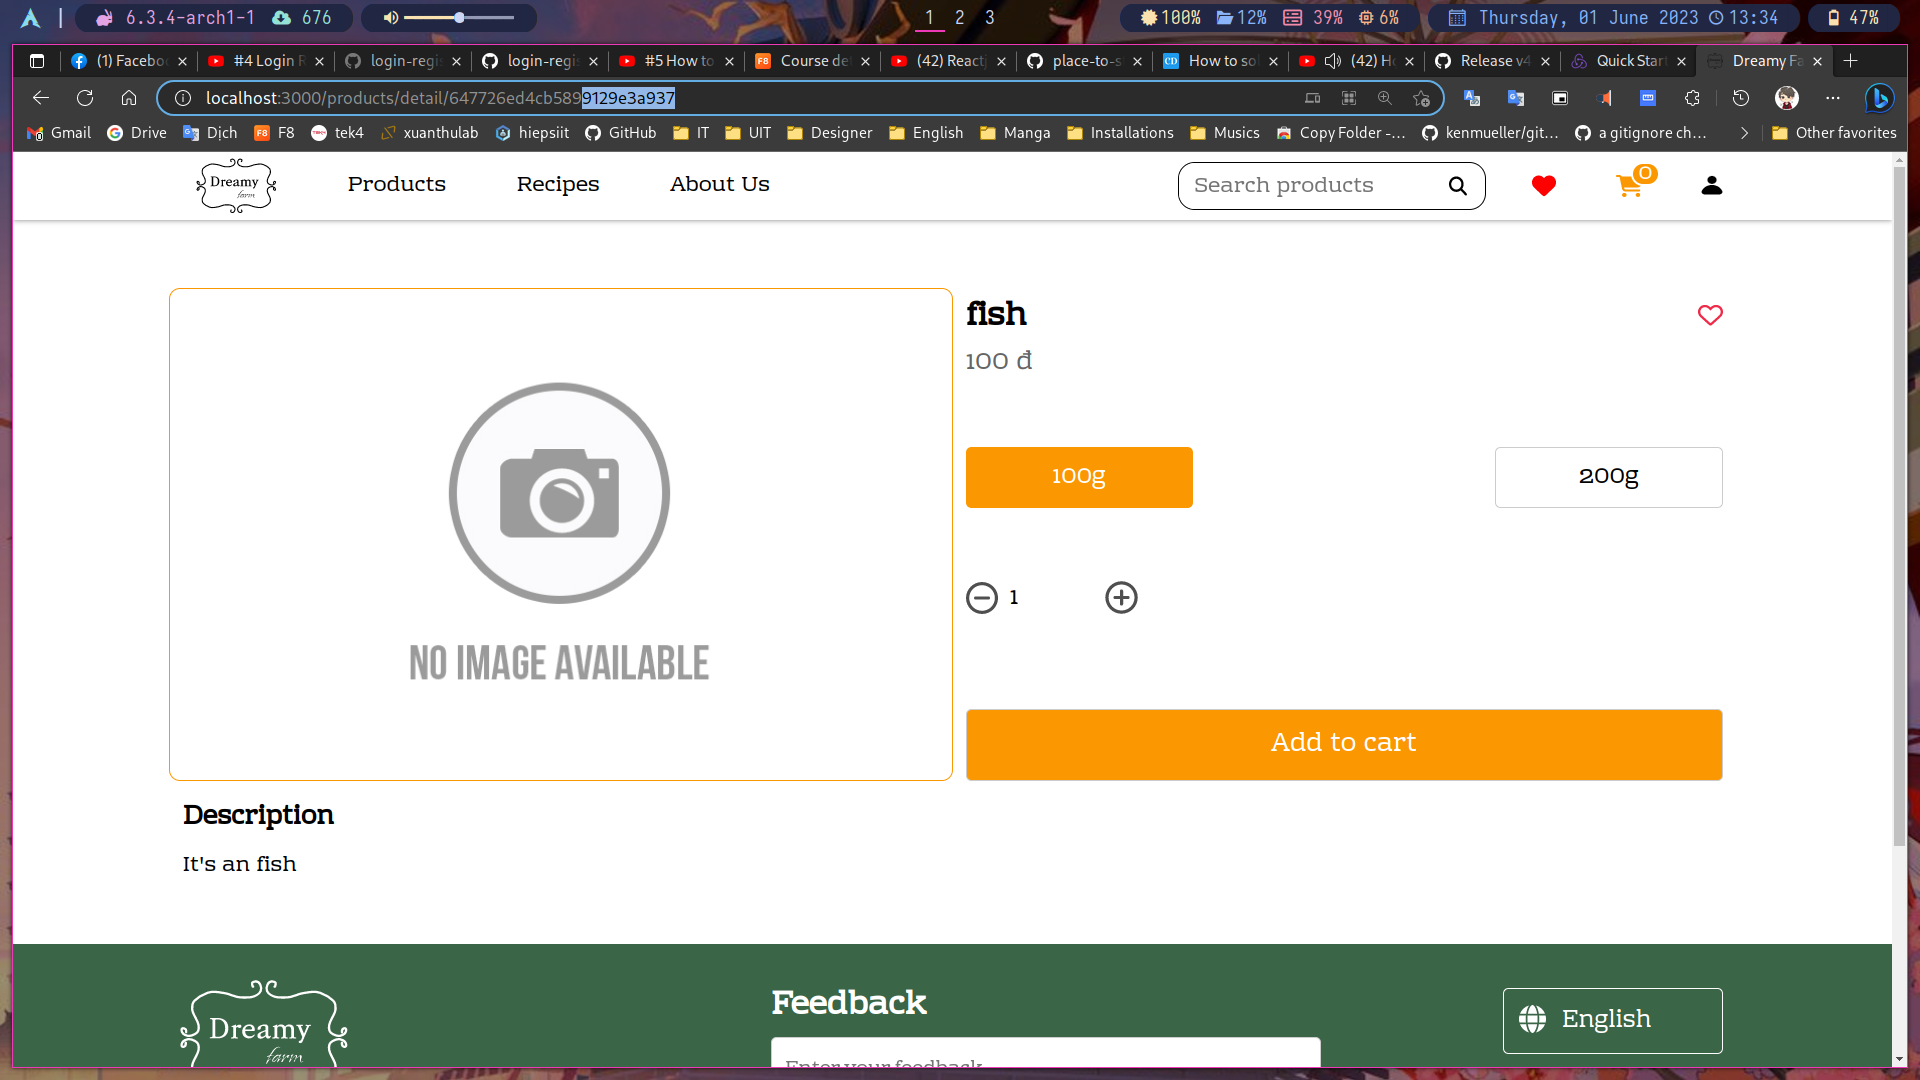 6.3.4-arch1-1 676
1 2 3
100% 12% 39% 6%
Thursday, 01 June 2023 13:34
47%
(1) Facebo
#4 Login R
login-regis
login-regis
#5 How to
Course de
(42) Reactj
place-to-s
How to so
(42) Ho
Release v4
Quick Start
Dreamy Fa
localhost:3000/products/detail/647726ed4cb5899129e3a937
Gmail Drive Dịch F8 tek4 xuanthulab hiepsiit GitHub IT UIT Designer English Manga Installations Musics Copy Folder -... kenmueller/git... a gitignore ch... Other favorites
Dreamy
farm
Products Recipes About Us
Search products
0
fish
100 đ
100g 200g
1
NO IMAGE AVAILABLE
Add to cart
Description
It's an fish
Dreamy
farm
Feedback
Enter your feedback
English